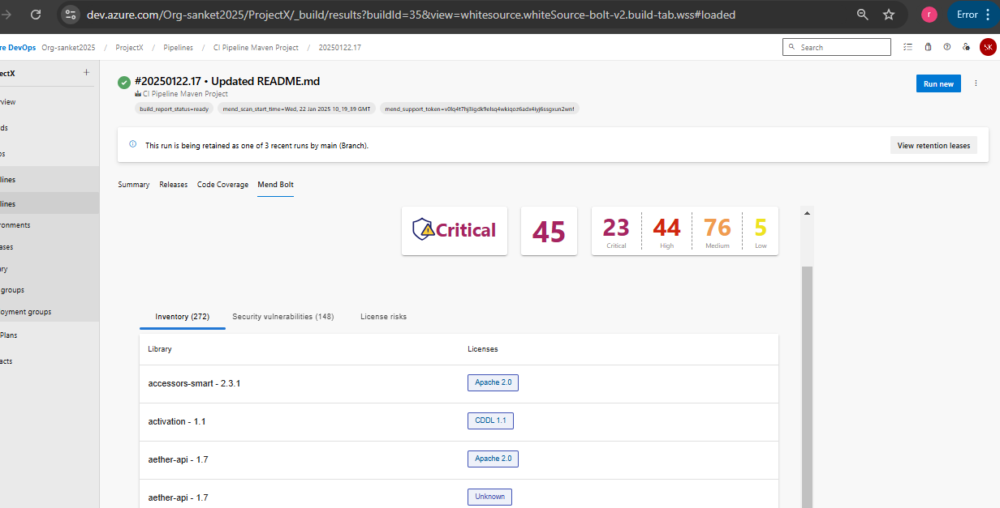 dev.azure.com/Org-sanket2025/ProjectX/_build/results?buildId=35&view=whitesource.whiteSource-bolt-v2.build-tab.wss#loaded
r
Error
re DevOps Org-sanket2025 / ProjectX / Pipelines / CI Pipeline Maven Project / 20250122.17
Search
SK
ectX +
#20250122.17 • Updated README.md
Run new
CI Pipeline Maven Project
rview
build_report_status=ready mend_scan_start_time=Wed, 22 Jan 2025 10_19_39 GMT
ds
os
This run is being retained as one of 3 recent runs by main (Branch).
View retention leases
lines
Summary Releases Code Coverage Mend Bolt
lines
ronments
ases
ry
groups
oyment groups
Plans
acts
Critical
45
23 44 76 5
Critical High Medium Low
Inventory (272) Security vulnerabilities (148) License risks
Library Licenses
accessors-smart - 2.3.1 Apache 2.0
activation - 1.1 CDDL 1.1
aether-api - 1.7 Apache 2.0
aether-api - 1.7 Unknown